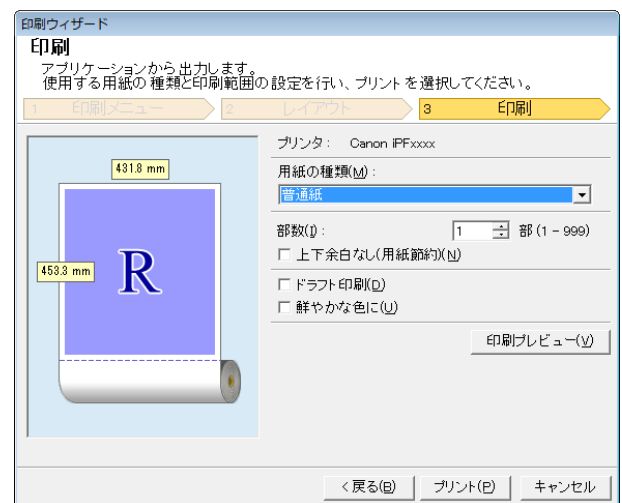 印刷ウィザード
印刷
アプリケーションから出力します。
使用する用紙の種類と印刷範囲の設定を行い、プリントを選択してください。
1 印刷メニュー 2 レイアウト 3 印刷
プリンタ： Canon iPFxxxx
用紙の種類(M)：
普通紙
部数(I)： 1 部 (1 - 999)
上下余白なし(用紙節約)(N)
ドラフト印刷(D)
鮮やかな色に(U)
印刷プレビュー(V)
431.8 mm
453.3 mm
R
< 戻る(B) プリント(P) キャンセル